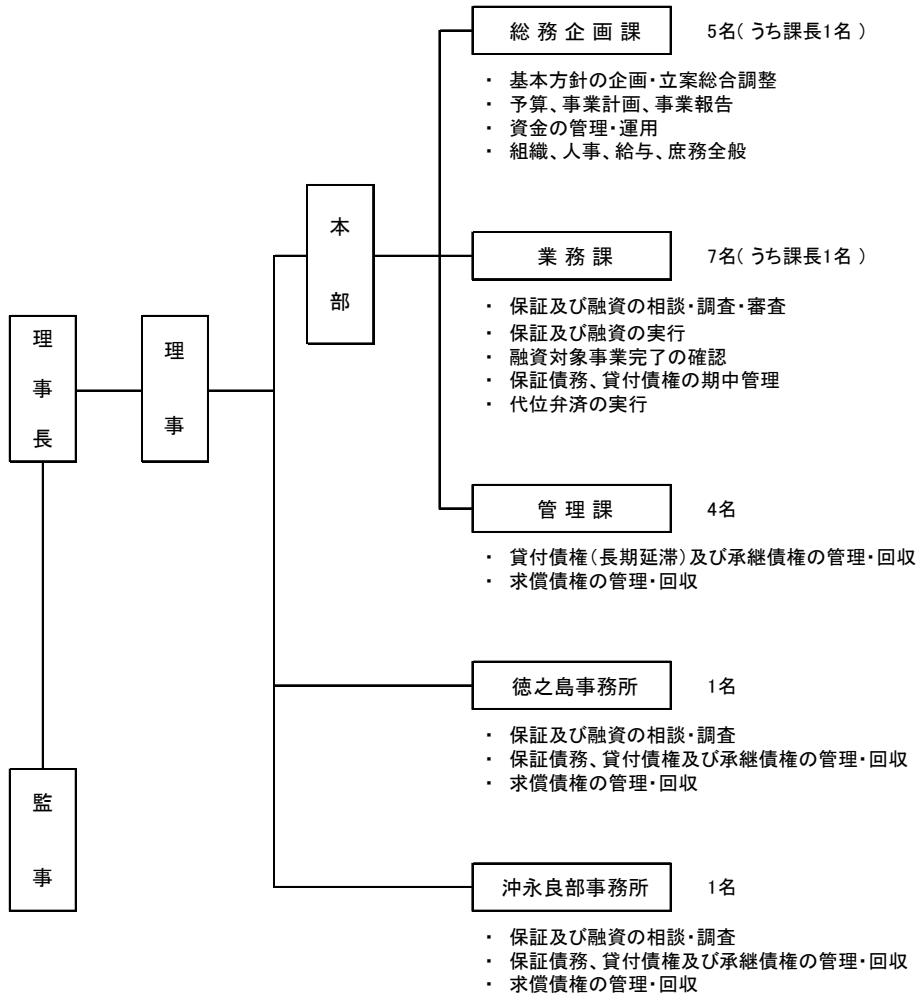 総務企画課 5名(うち課長1名)
・ 基本方針の企画・立案総合調整
・ 予算、事業計画、事業報告
・ 資金の管理・運用
・ 組織、人事、給与、庶務全般
本部
業務課 7名(うち課長1名)
・ 保証及び融資の相談・調査・審査
・ 保証及び融資の実行
・ 融資対象事業完了の確認
・ 保証債務、貸付債権の期中管理
・ 代位弁済の実行
理事長
理事
管理課 4名
・ 貸付債権(長期延滞)及び承継債権の管理・回収
・ 求償債権の管理・回収
徳之島事務所 1名
・ 保証及び融資の相談・調査
・ 保証債務、貸付債権及び承継債権の管理・回収
・ 求償債権の管理・回収
監事
沖永良部事務所 1名
・ 保証及び融資の相談・調査
・ 保証債務、貸付債権及び承継債権の管理・回収
・ 求償債権の管理・回収